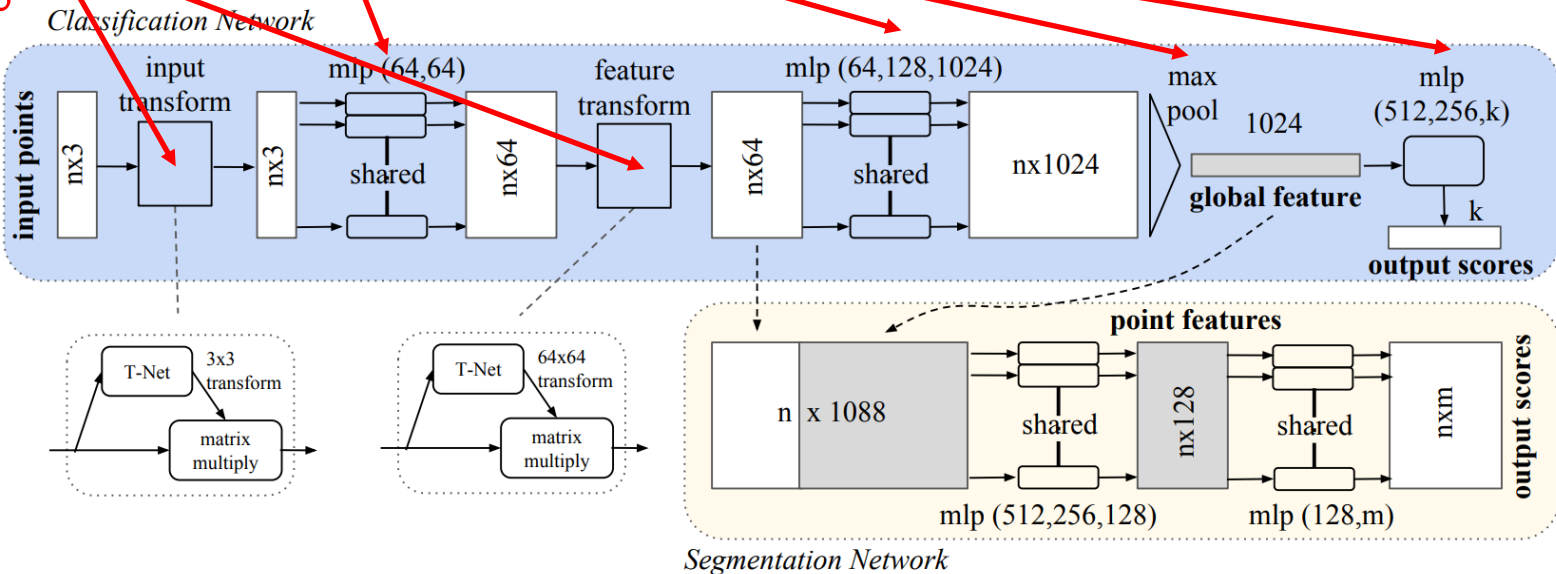 Classification Network
input points
nx3
input
transform
nx3
mlp (64,64)
shared
nx64
feature
transform
nx64
mlp (64,128,1024)
shared
nx1024
max
pool
1024
global feature
mlp
(512,256,k)
k
output scores
T-Net
3x3
transform
matrix
multiply
T-Net
64x64
transform
matrix
multiply
point features
n x 1088
shared
mlp (512,256,128)
nx128
shared
mlp (128,m)
nxm
output scores
Segmentation Network